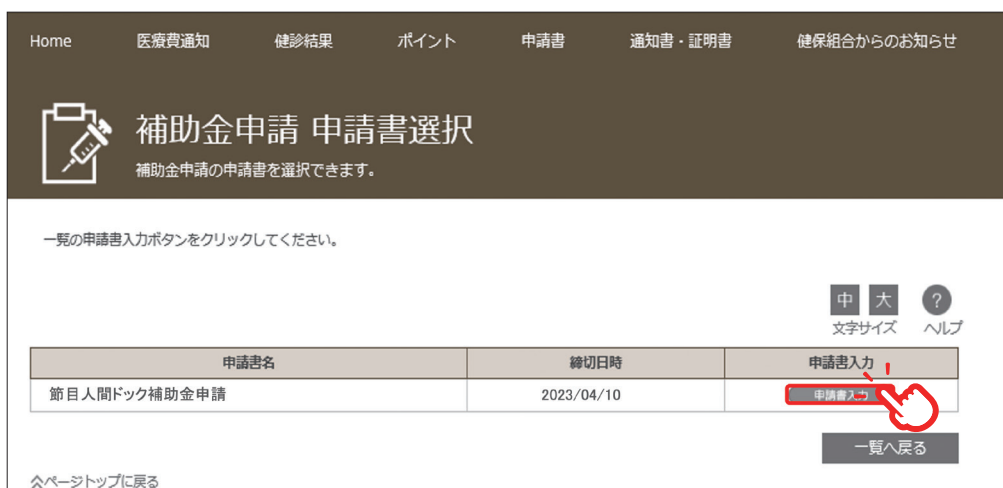 Home 医療費通知 健診結果 ポイント 申請書 通知書・証明書 健保組合からのお知らせ
補助金申請 申請書選択
補助金申請の申請書を選択できます。
一覧の申請書入力ボタンをクリックしてください。
中 大 ?
文字サイズ ヘルプ
申請書名 締切日時 申請書入力
節目人間ドック補助金申請 2023/04/10 申請書入力
一覧へ戻る
ページトップに戻る